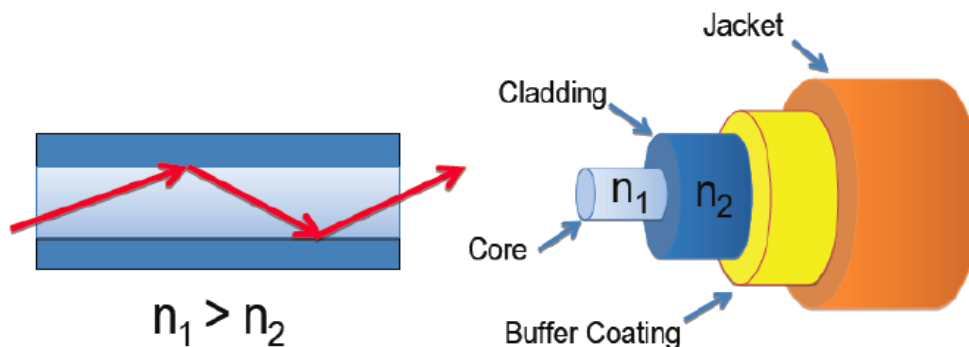 n₁ > n₂
Jacket
Cladding
n₁
n₂
Core
Buffer Coating